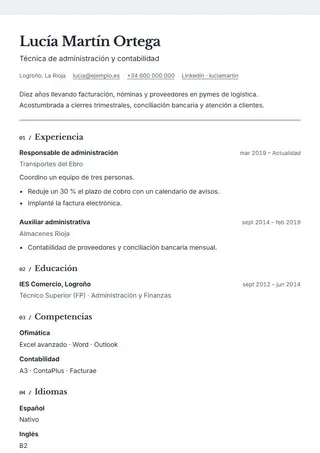 Lucía Martín Ortega
Técnica de administración y contabilidad
Logroño, La Rioja lucia@ejemplo.es +34 600 000 000 LinkedIn · luciamartin
Diez años llevando facturación, nóminas y proveedores en pymes de logística.
Acostumbrada a cierres trimestrales, conciliación bancaria y atención a clientes.
01 / Experiencia
Responsable de administración mar 2019 – Actualidad
Transportes del Ebro
Coordino un equipo de tres personas.
• Reduje un 30 % el plazo de cobro con un calendario de avisos.
• Implanté la factura electrónica.
Auxiliar administrativa sept 2014 – feb 2019
Almacenes Rioja
• Contabilidad de proveedores y conciliación bancaria mensual.
02 / Educación
IES Comercio, Logroño sept 2012 – jun 2014
Técnico Superior (FP) · Administración y Finanzas
03 / Competencias
Ofimática
Excel avanzado · Word · Outlook
Contabilidad
A3 · ContaPlus · Facturae
04 / Idiomas
Español
Nativo
Inglés
B2